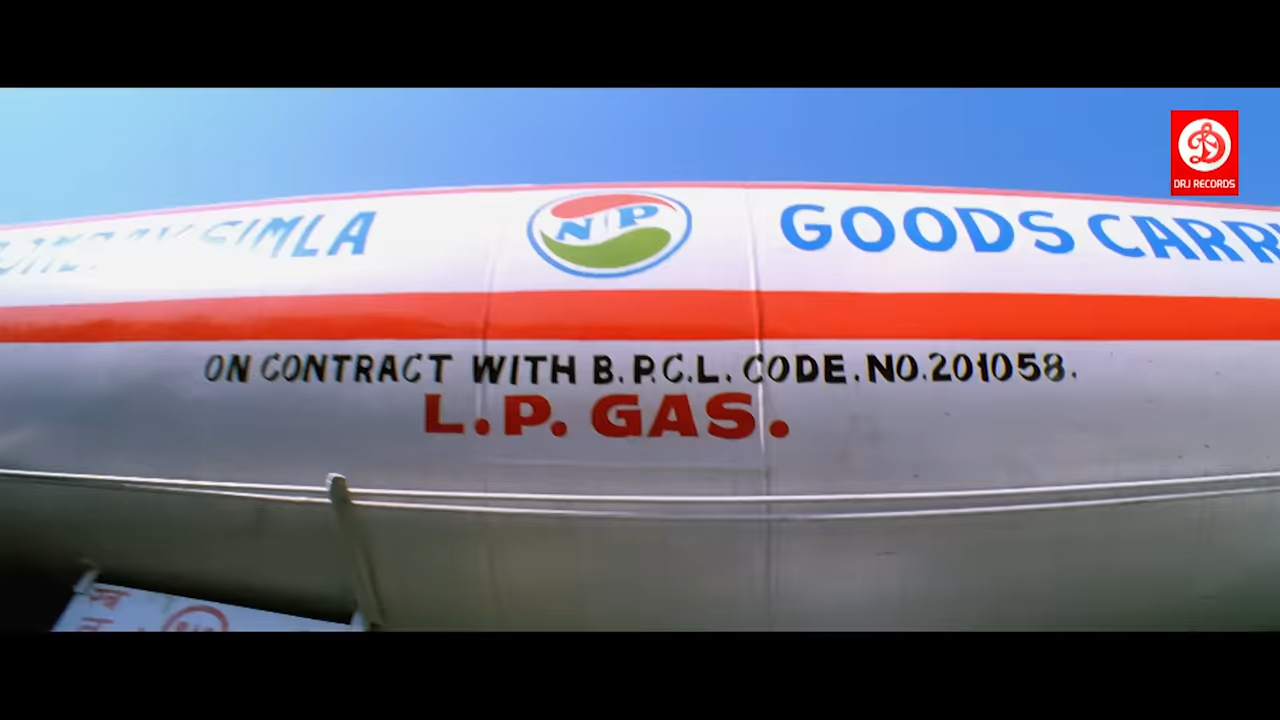 SIMLA
NP
GOODS
ON CONTRACT WITH B.P.C.L. CODE.NO.201058.
L.P. GAS.
DRJ RECORDS